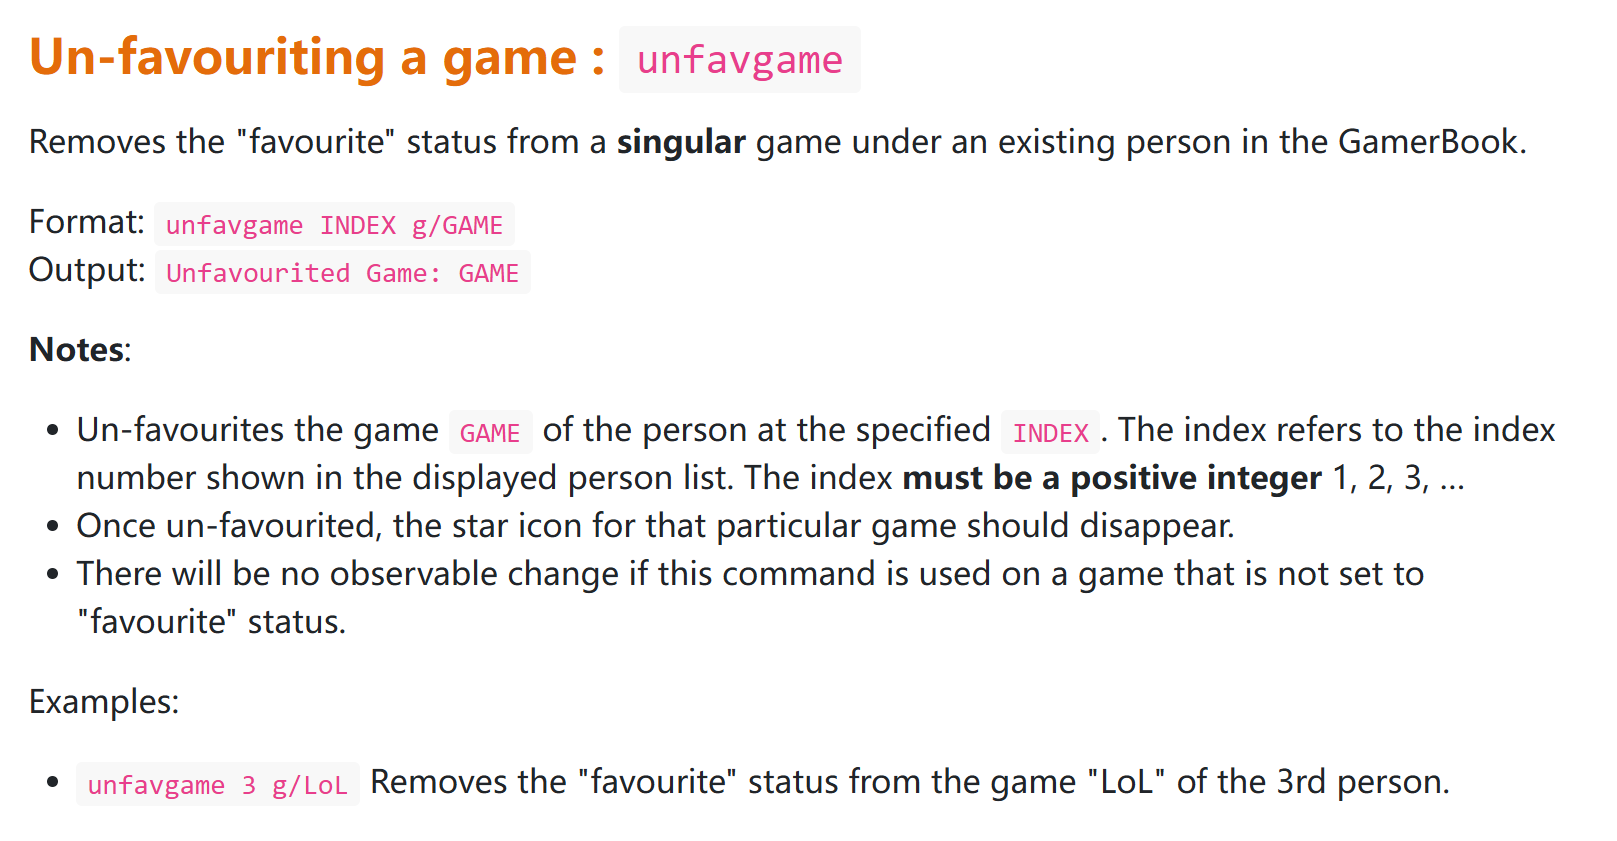 Un-favouriting a game : unfavgame
Removes the "favourite" status from a singular game under an existing person in the GamerBook.
Format: unfavgame INDEX g/GAME
Output: Unfavourited Game: GAME
Notes:
• Un-favourites the game GAME of the person at the specified INDEX. The index refers to the index
number shown in the displayed person list. The index must be a positive integer 1, 2, 3, …
• Once un-favourited, the star icon for that particular game should disappear.
• There will be no observable change if this command is used on a game that is not set to
"favourite" status.
Examples:
• unfavgame 3 g/LoL Removes the "favourite" status from the game "LoL" of the 3rd person.